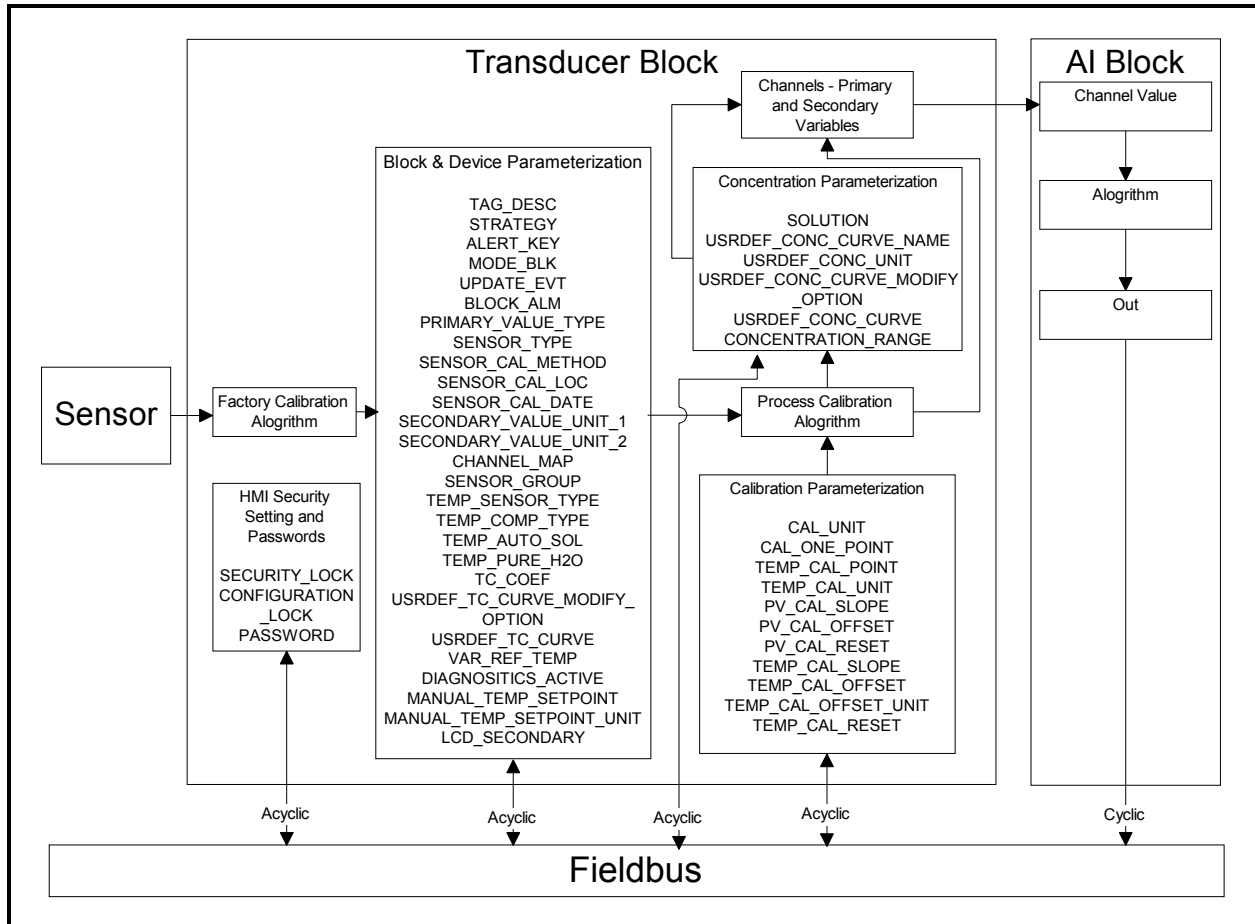 Transducer Block
AI Block
Channels - Primary
and Secondary
Variables
Channel Value
Block & Device Parameterization
TAG_DESC
STRATEGY
ALERT_KEY
MODE_BLK
UPDATE_EVT
BLOCK_ALM
PRIMARY_VALUE_TYPE
SENSOR_TYPE
SENSOR_CAL_METHOD
SENSOR_CAL_LOC
SENSOR_CAL_DATE
SECONDARY_VALUE_UNIT_1
SECONDARY_VALUE_UNIT_2
CHANNEL_MAP
SENSOR_GROUP
TEMP_SENSOR_TYPE
TEMP_COMP_TYPE
TEMP_AUTO_SOL
TEMP_PURE_H2O
TC_COEF
USRDEF_TC_CURVE_MODIFY_
OPTION
USRDEF_TC_CURVE
VAR_REF_TEMP
DIAGNOSITICS_ACTIVE
MANUAL_TEMP_SETPOINT
MANUAL_TEMP_SETPOINT_UNIT
LCD_SECONDARY
Concentration Parameterization
SOLUTION
USRDEF_CONC_CURVE_NAME
USRDEF_CONC_UNIT
USRDEF_CONC_CURVE_MODIFY
_OPTION
USRDEF_CONC_CURVE
CONCENTRATION_RANGE
Alogrithm
Out
Sensor
Factory Calibration
Alogrithm
Process Calibration
Alogrithm
HMI Security
Setting and
Passwords
SECURITY_LOCK
CONFIGURATION
_LOCK
PASSWORD
Calibration Parameterization
CAL_UNIT
CAL_ONE_POINT
TEMP_CAL_POINT
TEMP_CAL_UNIT
PV_CAL_SLOPE
PV_CAL_OFFSET
PV_CAL_RESET
TEMP_CAL_SLOPE
TEMP_CAL_OFFSET
TEMP_CAL_OFFSET_UNIT
TEMP_CAL_RESET
Acyclic
Acyclic
Acyclic
Acyclic
Cyclic
Fieldbus